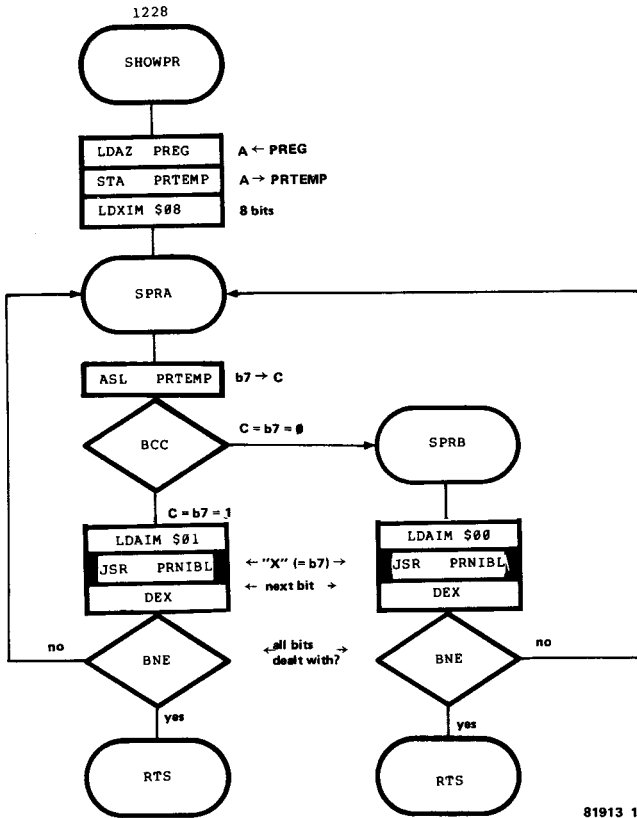 1228
SHOWPR
LDAZ PREG A ← PREG
STA PRTEMP A → PRTEMP
LDXIM $08 8 bits
SPRA
ASL PRTEMP b7 → C
BCC C = b7 = 0 SPRB
C = b7 = 1
LDAIM $01 LDAIM $00
JSR PRNIBL ← "X" (= b7) → JSR PRNIBL
DEX ← next bit → DEX
no BNE ← all bits dealt with? → BNE no
yes yes
RTS RTS
81913 1